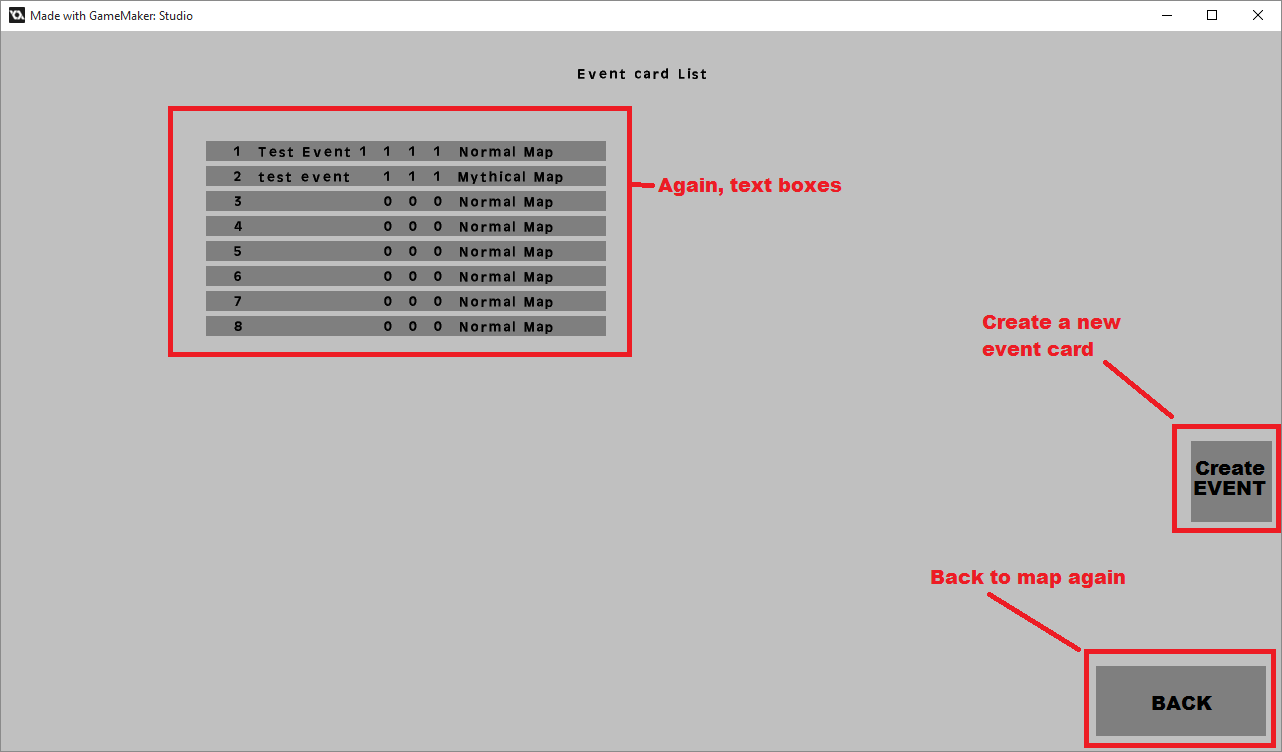 Made with GameMaker: Studio
Event card List
1 Test Event 1 1 1 1 Normal Map
2 test event 1 1 1 Mythical Map
Again, text boxes
3 0 0 0 Normal Map
4 0 0 0 Normal Map
5 0 0 0 Normal Map
6 0 0 0 Normal Map
7 0 0 0 Normal Map
8 0 0 0 Normal Map
Create a new
event card
Create
EVENT
Back to map again
BACK